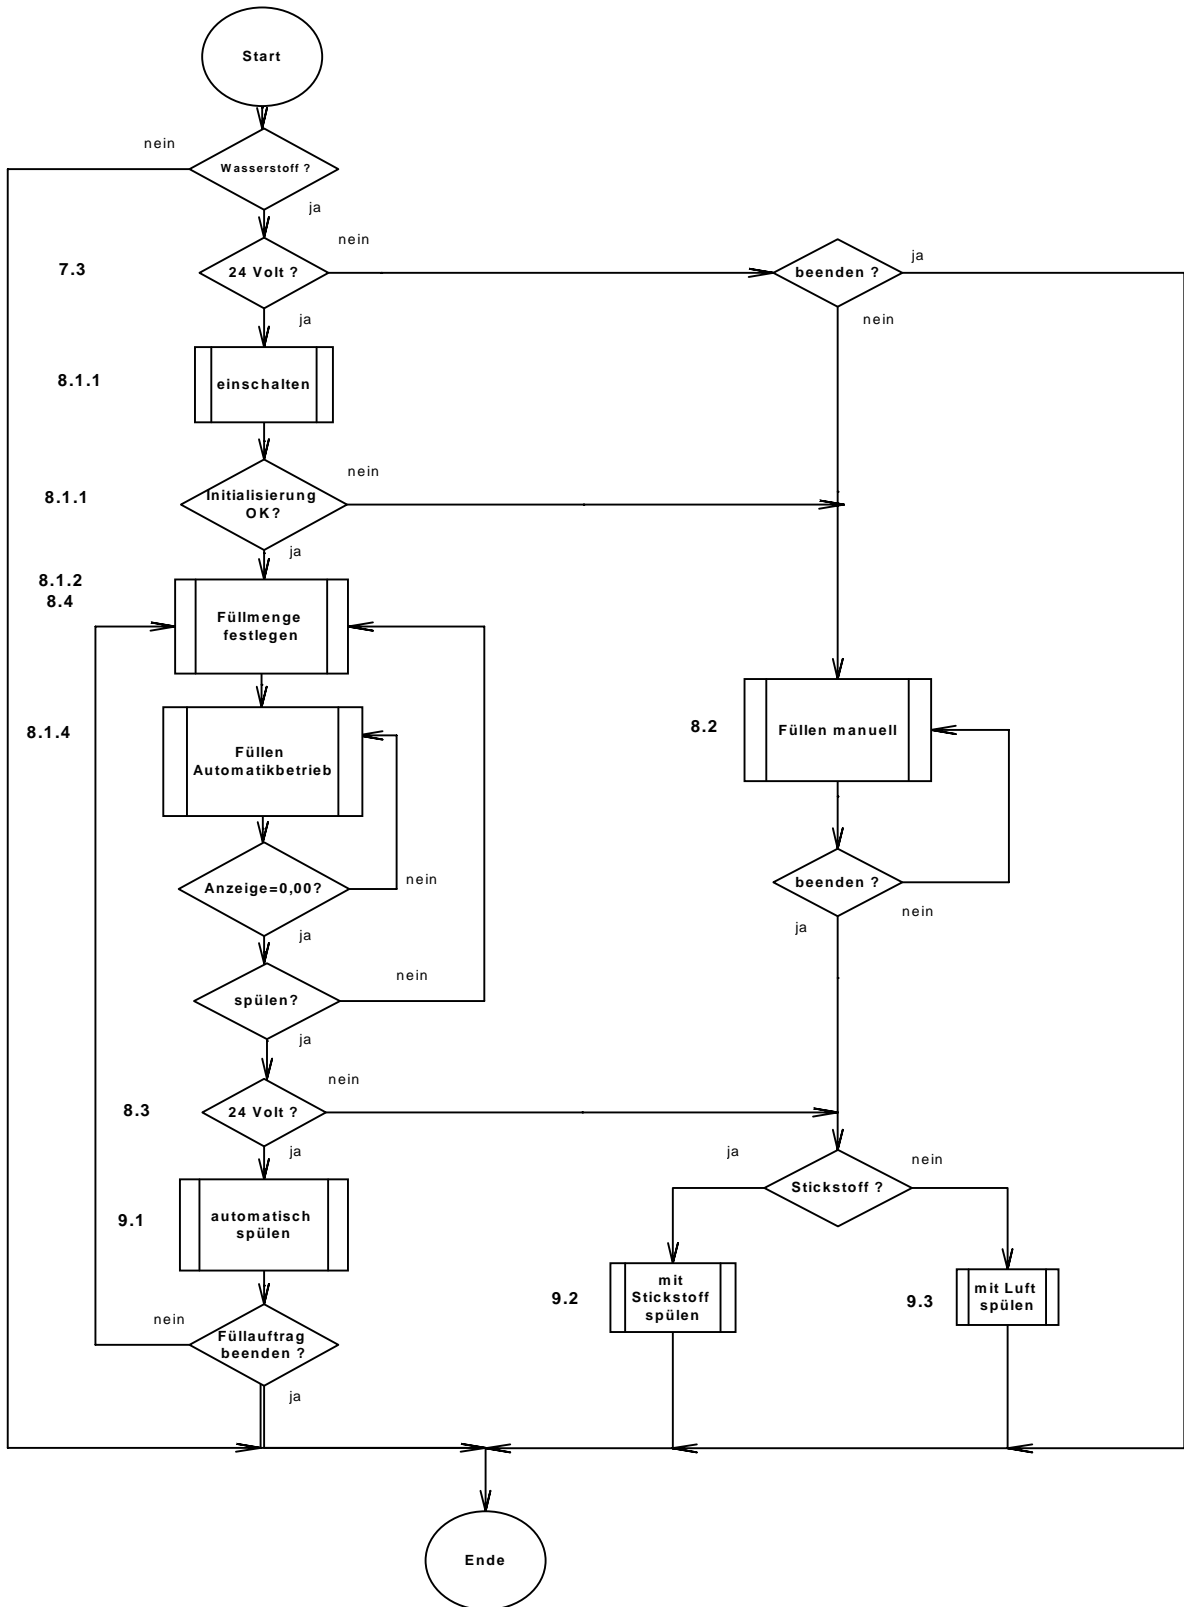 Start
nein
Wasserstoff ?
ja
nein
7.3
24 Volt ?
beenden ?
ja
ja
nein
8.1.1
einschalten
nein
8.1.1
Initialisierung
OK?
ja
8.1.2
8.4
Füllmenge
festlegen
8.1.4
Füllen
Automatikbetrieb
8.2
Füllen manuell
Anzeige=0,00?
nein
beenden ?
nein
ja
ja
nein
spülen?
ja
nein
8.3
24 Volt ?
ja
ja
nein
Stickstoff ?
9.1
automatisch
spülen
9.2
mit
Stickstoff
spülen
9.3
mit Luft
spülen
nein
Füllauftrag
beenden ?
ja
Ende